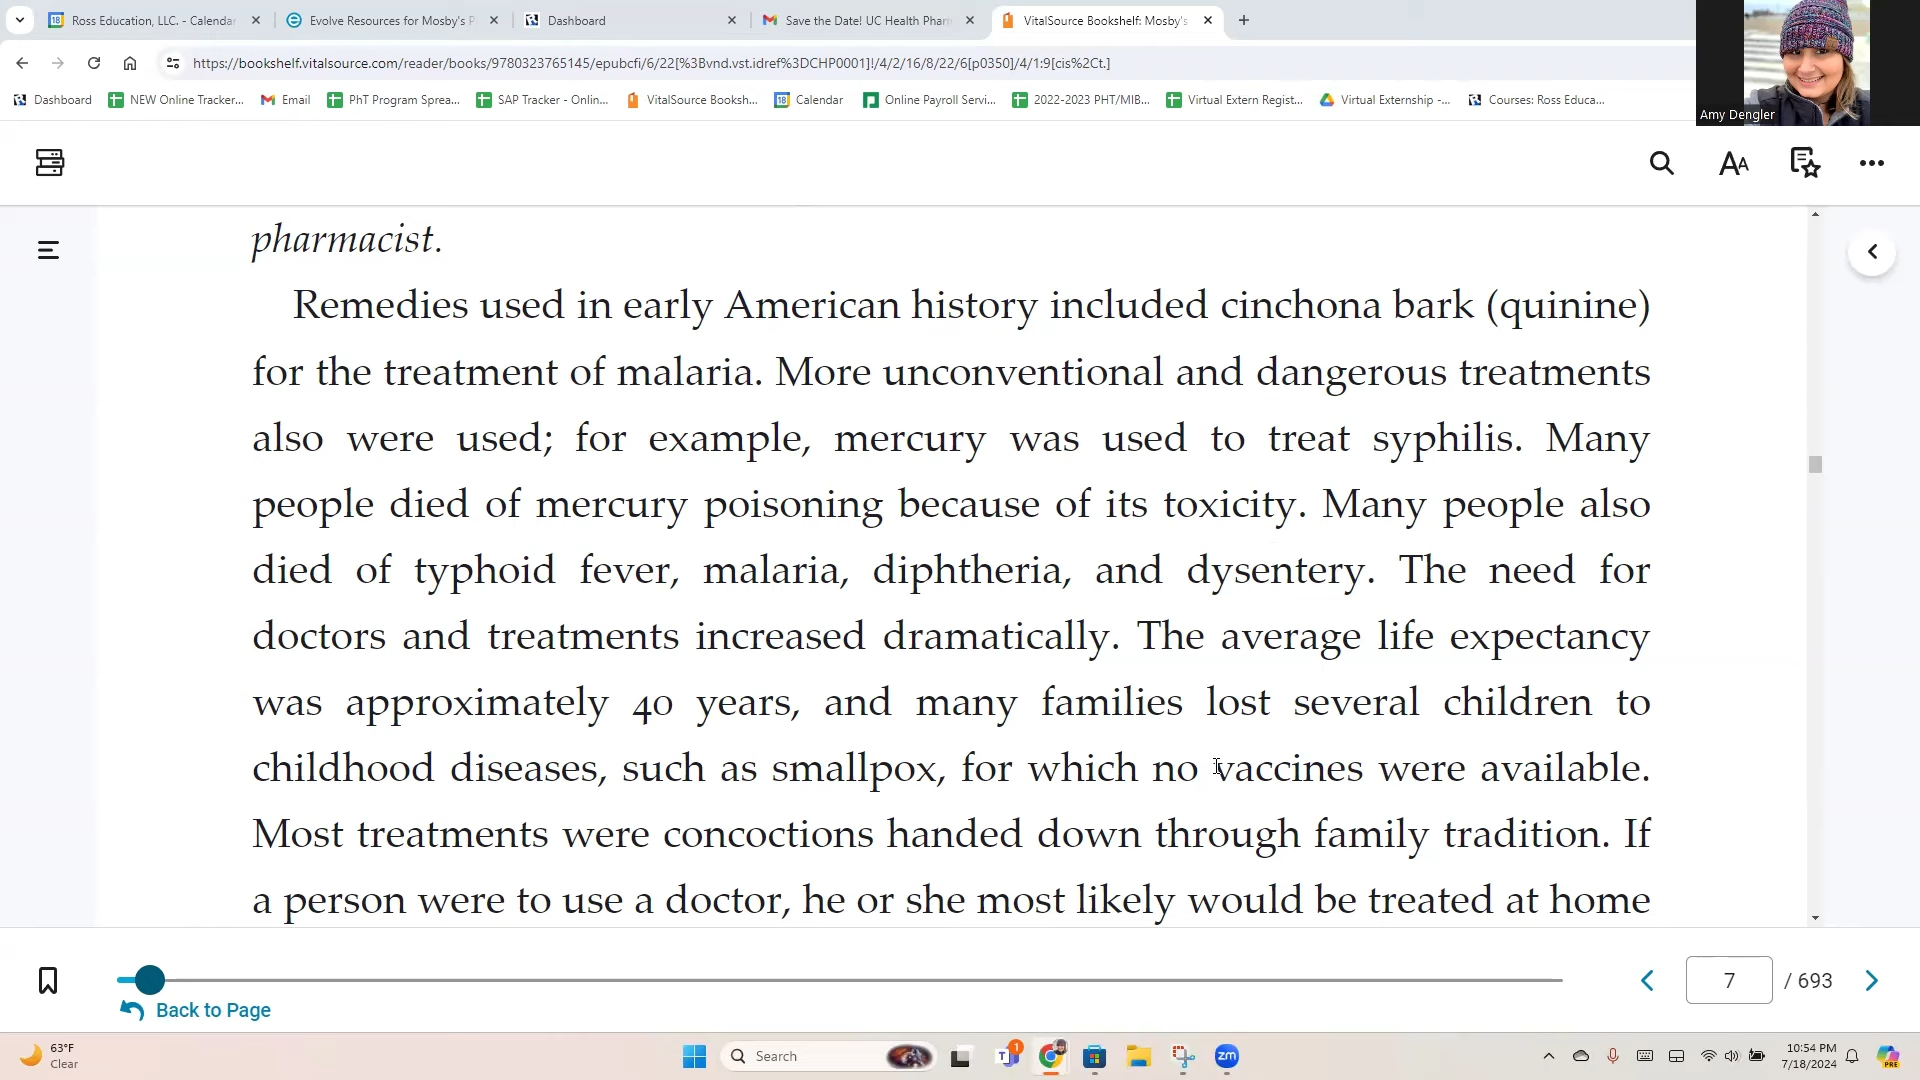 Ross Education, LLC. - Calendar
Evolve Resources for Mosby's P
Dashboard
Save the Date! UC Health Pharm
VitalSource Bookshelf: Mosby's
https://bookshelf.vitalsource.com/reader/books/9780323765145/epubcfi/6/22[%3Bvnd.vst.idref%3DCHP0001]!/4/2/16/8/22/6[p0350]/4/1:9[cis%2Ct.]
Dashboard
NEW Online Tracker...
Email
PhT Program Sprea...
SAP Tracker - Onlin...
VitalSource Booksh...
Calendar
Online Payroll Servi...
2022-2023 PHT/MIB...
Virtual Extern Regist...
Virtual Externship -...
Courses: Ross Educa...
Amy Dengler
pharmacist.
Remedies used in early American history included cinchona bark (quinine)
for the treatment of malaria. More unconventional and dangerous treatments
also were used; for example, mercury was used to treat syphilis. Many
people died of mercury poisoning because of its toxicity. Many people also
died of typhoid fever, malaria, diphtheria, and dysentery. The need for
doctors and treatments increased dramatically. The average life expectancy
was approximately 40 years, and many families lost several children to
childhood diseases, such as smallpox, for which no vaccines were available.
Most treatments were concoctions handed down through family tradition. If
a person were to use a doctor, he or she most likely would be treated at home
7 / 693
Back to Page
63°F
Clear
Search
1
zm
10:54 PM
7/18/2024
PRE